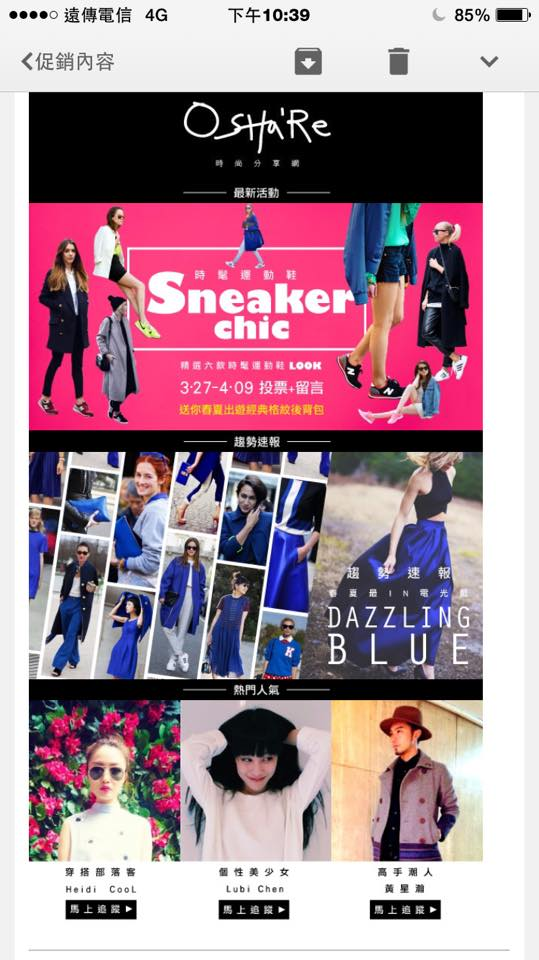 遠傳電信 4G 下午10:39 85%
促銷內容
OSHa'Re
時尚分享網
最新活動
時髦運動鞋
Sneaker
chic
精選六款時髦運動鞋LOOK
3·27-4·09 投票+留言
送你春夏出遊經典格紋後背包
趨勢速報
趨勢速報
春夏最IN電光藍
DAZZLING
BLUE
熱門人氣
穿搭部落客 個性美少女 高手潮人
Heidi CooL Lubi Chen 黃星瀚
馬上追蹤▶ 馬上追蹤▶ 馬上追蹤▶